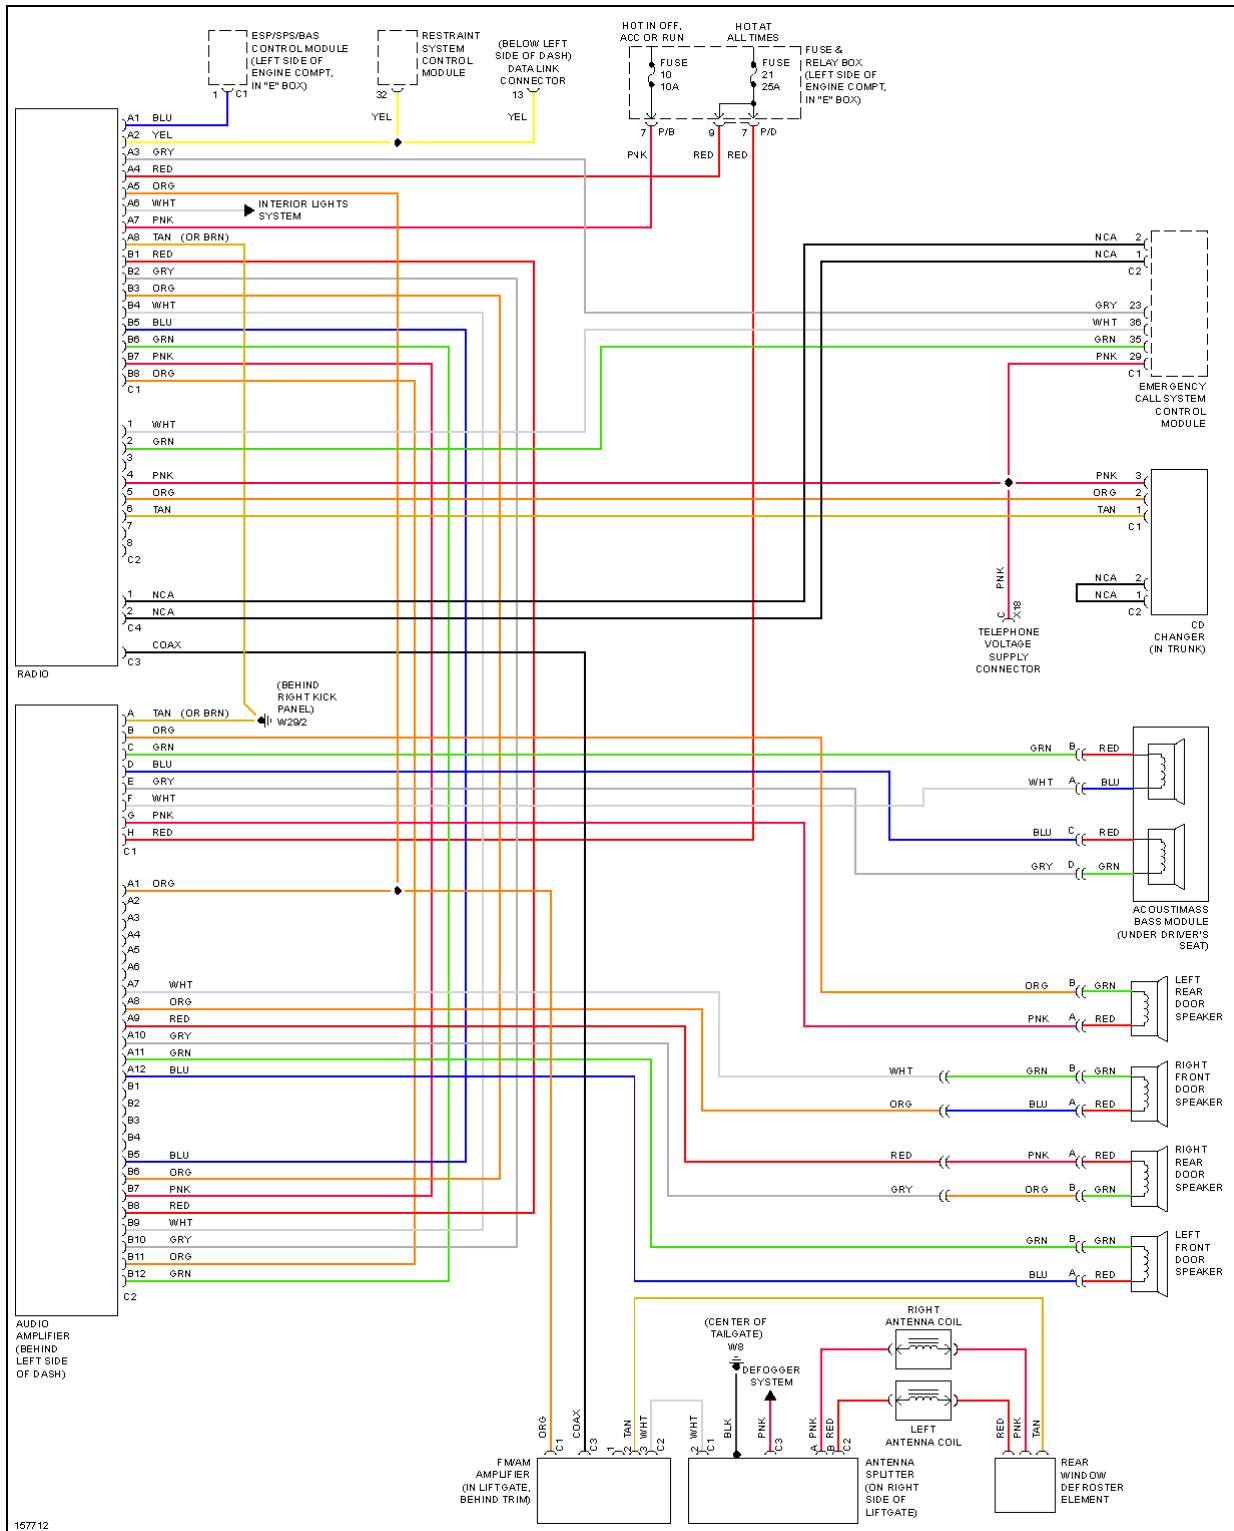 ESP/SPS/BAS
CONTROL MODULE
(LEFT SIDE OF
ENGINE COMPT,
IN "E" BOX)
1 C1
RESTRAINT
SYSTEM
CONTROL
MODULE
32
YEL
(BELOW LEFT
SIDE OF DASH)
DATA LINK
CONNECTOR
13
YEL
HOT IN OFF,
ACC OR RUN
HOT AT
ALL TIMES
FUSE
10
10A
FUSE
21
25A
FUSE &
RELAY BOX
(LEFT SIDE OF
ENGINE COMPT,
IN "E" BOX)
7 P/B 9 7 P/D
PNK RED RED
A1 BLU
A2 YEL
A3 GRY
A4 RED
A5 ORG
A6 WHT
INTERIOR LIGHTS
SYSTEM
A7 PNK
A8 TAN (OR BRN)
B1 RED
B2 GRY
B3 ORG
B4 WHT
B5 BLU
B6 GRN
B7 PNK
B8 ORG
C1
1 WHT
2 GRN
3
4 PNK
5 ORG
6 TAN
7
8
C2
1 NCA
2 NCA
C4
COAX
C3
RADIO
NCA 2
NCA 1
C2
GRY 23
WHT 36
GRN 35
PNK 29
C1
EMERGENCY
CALL SYSTEM
CONTROL
MODULE
PNK 3
ORG 2
TAN 1
C1
NCA 2
NCA 1
C2
CD
CHANGER
(IN TRUNK)
PNK
C X18
TELEPHONE
VOLTAGE
SUPPLY
CONNECTOR
(BEHIND
RIGHT KICK
PANEL)
W29/2
A TAN (OR BRN)
B ORG
C GRN
D BLU
E GRY
F WHT
G PNK
H RED
C1
A1 ORG
A2
A3
A4
A5
A6
A7 WHT
A8 ORG
A9 RED
A10 GRY
A11 GRN
A12 BLU
B1
B2
B3
B4
B5 BLU
B6 ORG
B7 PNK
B8 RED
B9 WHT
B10 GRY
B11 ORG
B12 GRN
C2
AUDIO
AMPLIFIER
(BEHIND
LEFT SIDE
OF DASH)
GRN B RED
WHT A BLU
BLU C RED
GRY D GRN
ACOUSTIMASS
BASS MODULE
(UNDER DRIVER'S
SEAT)
ORG B GRN
PNK A RED
LEFT
REAR
DOOR
SPEAKER
WHT GRN B GRN
ORG BLU A RED
RIGHT
FRONT
DOOR
SPEAKER
RED PNK A RED
GRY ORG B GRN
RIGHT
REAR
DOOR
SPEAKER
GRN B GRN
BLU A RED
LEFT
FRONT
DOOR
SPEAKER
(CENTER OF
TAILGATE)
W8
DEFOGGER
SYSTEM
RIGHT
ANTENNA COIL
LEFT
ANTENNA COIL
ORG
C1
COAX
C3
1
2 TAN
3 WHT
C2
2 WHT
C1
BLK
PNK
C3
A PNK
B RED
C2
RED
PNK
TAN
FM/AM
AMPLIFIER
(IN LIFTGATE,
BEHIND TRIM)
ANTENNA
SPLITTER
(ON RIGHT
SIDE OF
LIFTGATE)
REAR
WINDOW
DEFROSTER
ELEMENT
157712